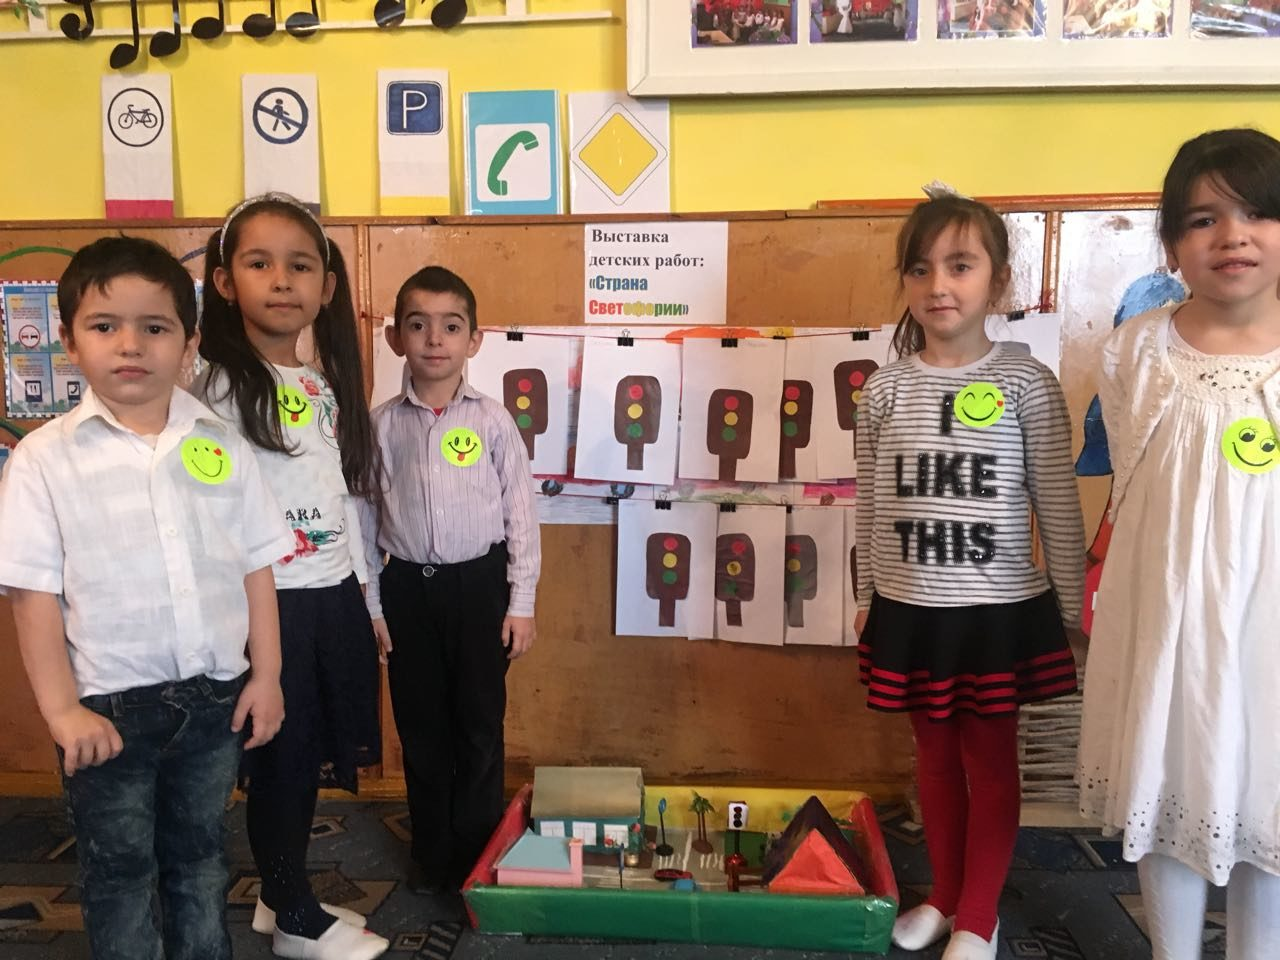 P
Выставка
детских работ:
«Страна
Светофории»
ARA
I
LIKE
THIS